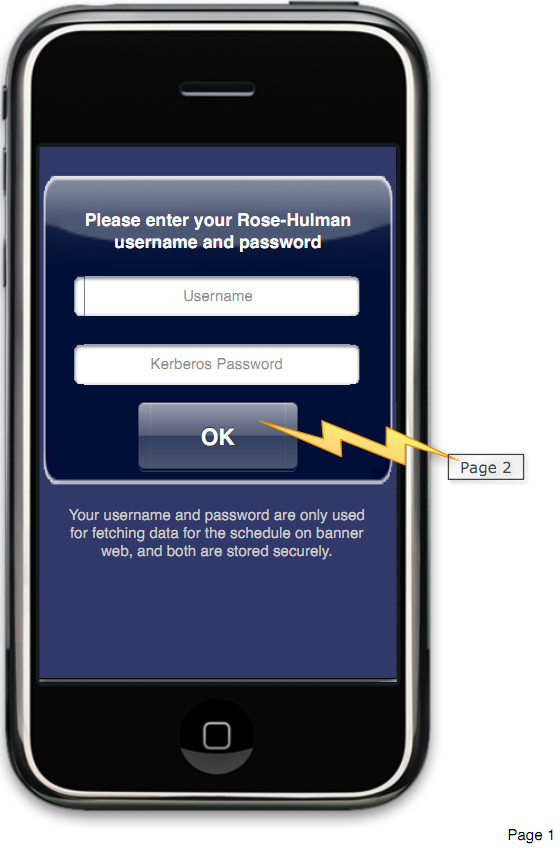 Please enter your Rose-Hulman
username and password
Username
Kerberos Password
OK
Page 2
Your username and password are only used
for fetching data for the schedule on banner
web, and both are stored securely.
Page 1